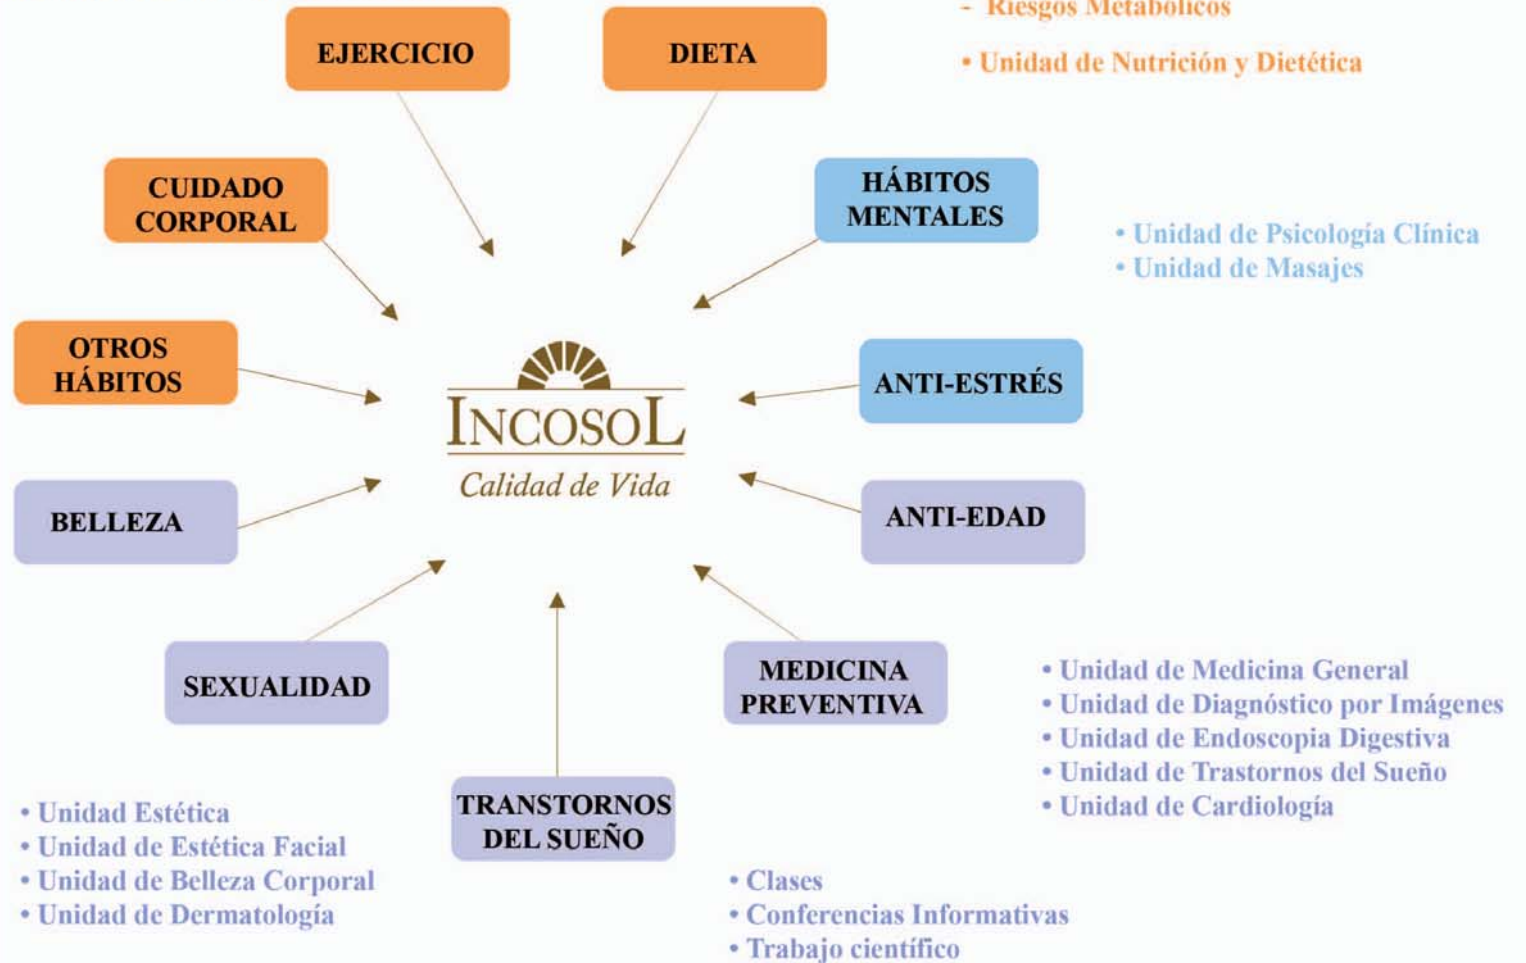 - Riesgos Metabólicos
EJERCICIO
DIETA
• Unidad de Nutrición y Dietética
CUIDADO
CORPORAL
HÁBITOS
MENTALES
• Unidad de Psicología Clínica
• Unidad de Masajes
OTROS
HÁBITOS
ANTI-ESTRÉS
INCOSOL
Calidad de Vida
BELLEZA
ANTI-EDAD
SEXUALIDAD
MEDICINA
PREVENTIVA
• Unidad de Medicina General
• Unidad de Diagnóstico por Imágenes
• Unidad de Endoscopia Digestiva
• Unidad de Trastornos del Sueño
• Unidad de Cardiología
TRANSTORNOS
DEL SUEÑO
• Unidad Estética
• Unidad de Estética Facial
• Unidad de Belleza Corporal
• Unidad de Dermatología
• Clases
• Conferencias Informativas
• Trabajo científico